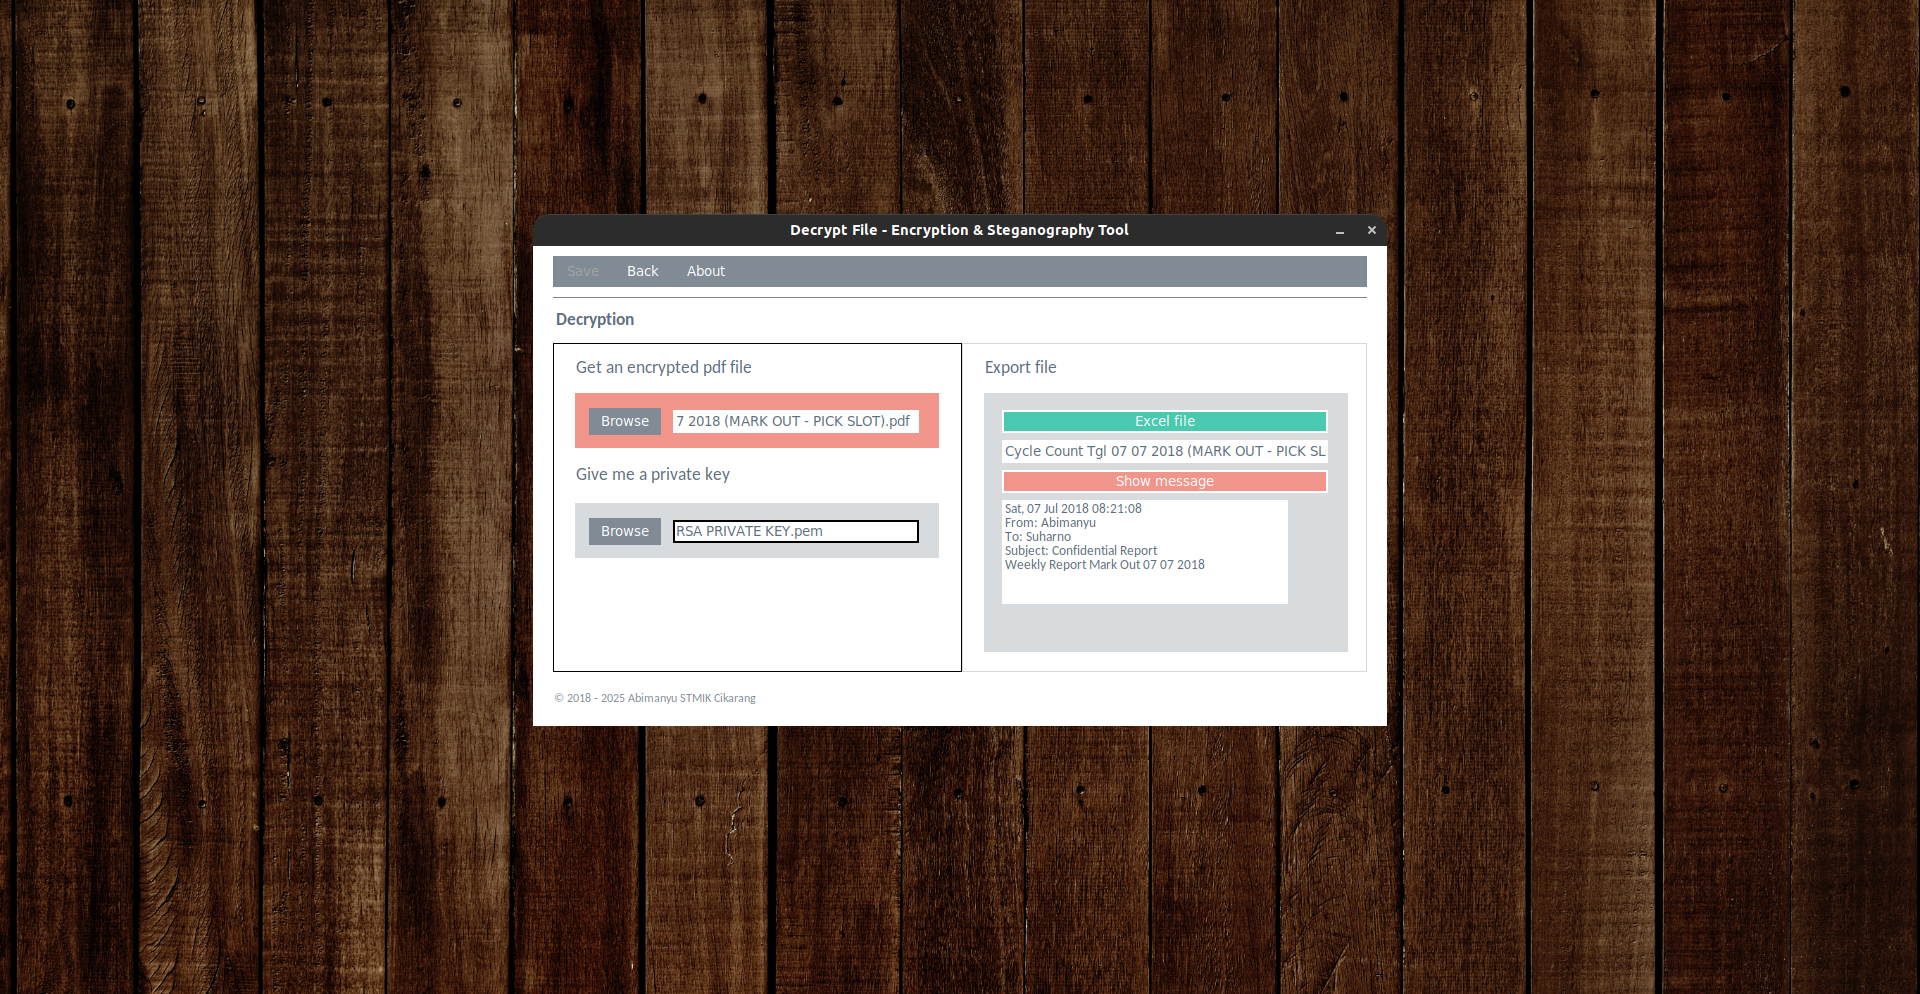 Decrypt File - Encryption & Steganography Tool
Save Back About
Decryption
Get an encrypted pdf file
Browse 7 2018 (MARK OUT - PICK SLOT).pdf
Give me a private key
Browse RSA PRIVATE KEY.pem
Export file
Excel file
Cycle Count Tgl 07 07 2018 (MARK OUT - PICK SL
Show message
Sat, 07 Jul 2018 08:21:08
From: Abimanyu
To: Suharno
Subject: Confidential Report
Weekly Report Mark Out 07 07 2018
© 2018 - 2025 Abimanyu STMIK Cikarang